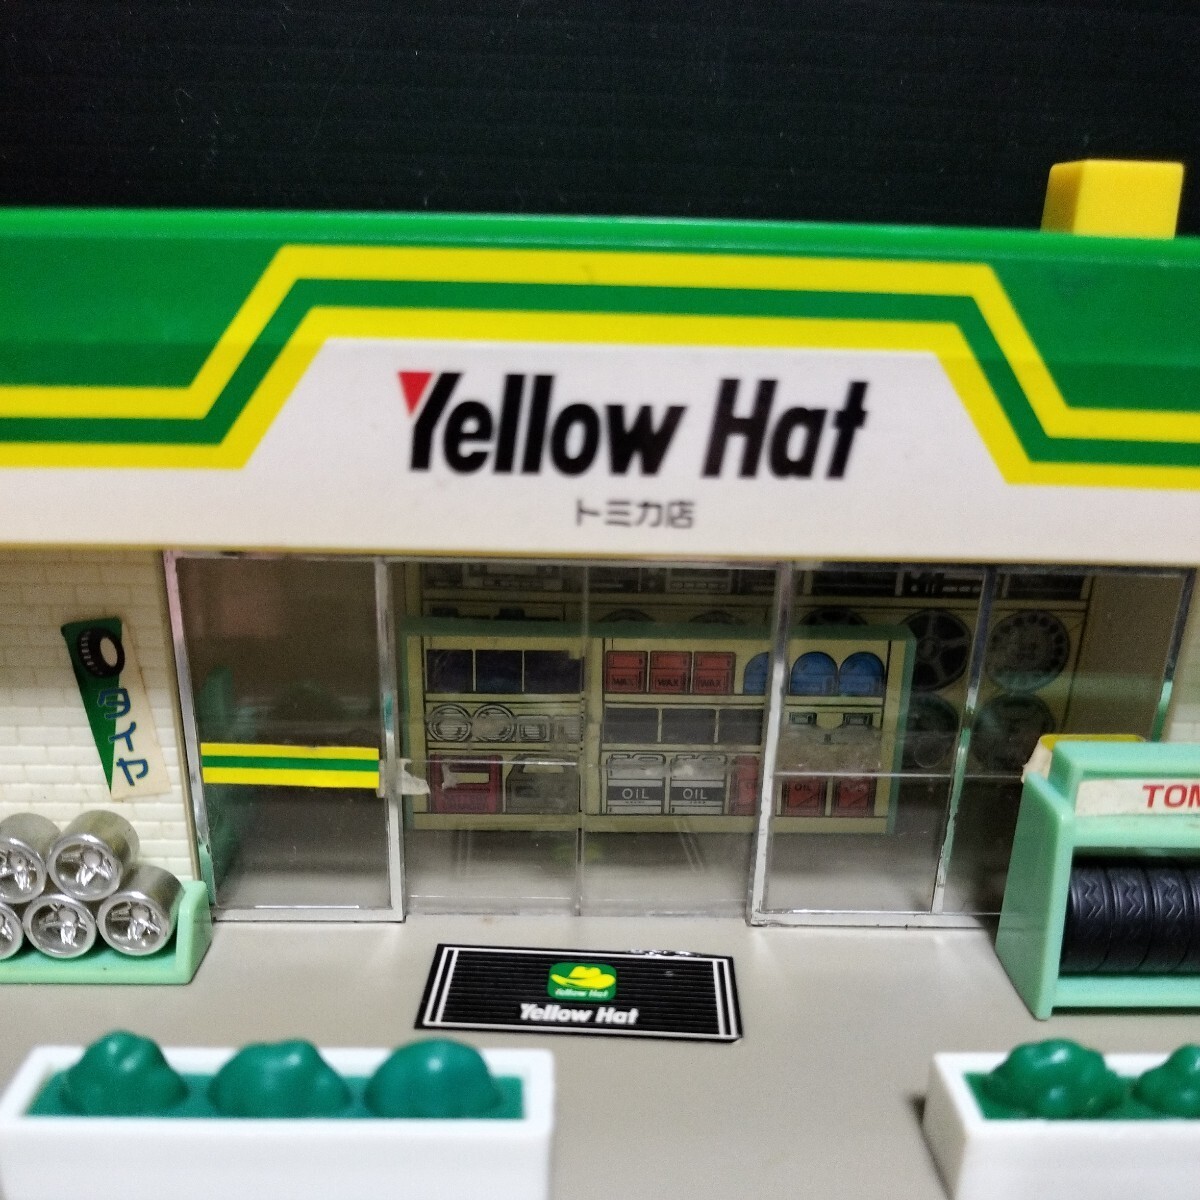 Yellow Hat
トミカ店
タイヤ
WAX WAX WAX
OIL OIL
OIL
TOM
Yellow Hat
Yellow Hat